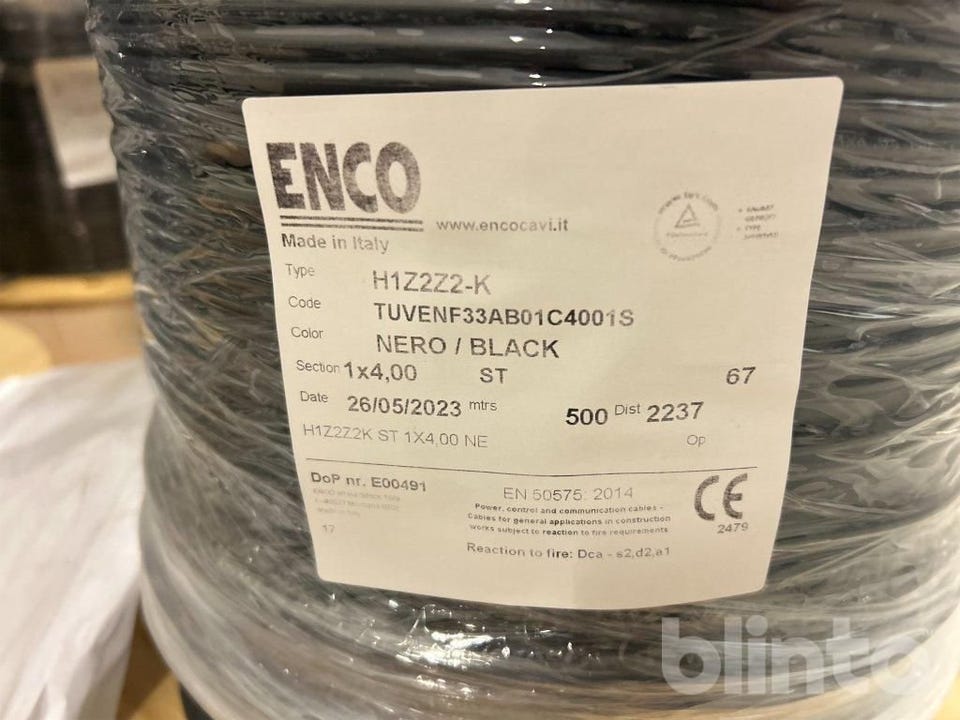 ENCO
www.encocavi.it
Made in Italy
Type H1Z2Z2-K
Code TUVENF33AB01C4001S
Color NERO / BLACK
Section 1x4,00 ST 67
Date 26/05/2023 mtrs 500 Dist 2237
H1Z2Z2K ST 1X4,00 NE Op
DoP nr. E00491
17
EN 50575: 2014
Power, control and communication cables -
Cables for general applications in construction
works subject to reaction to fire requirements
Reaction to fire: Dca - s2,d2,a1
CE
2479
blinto